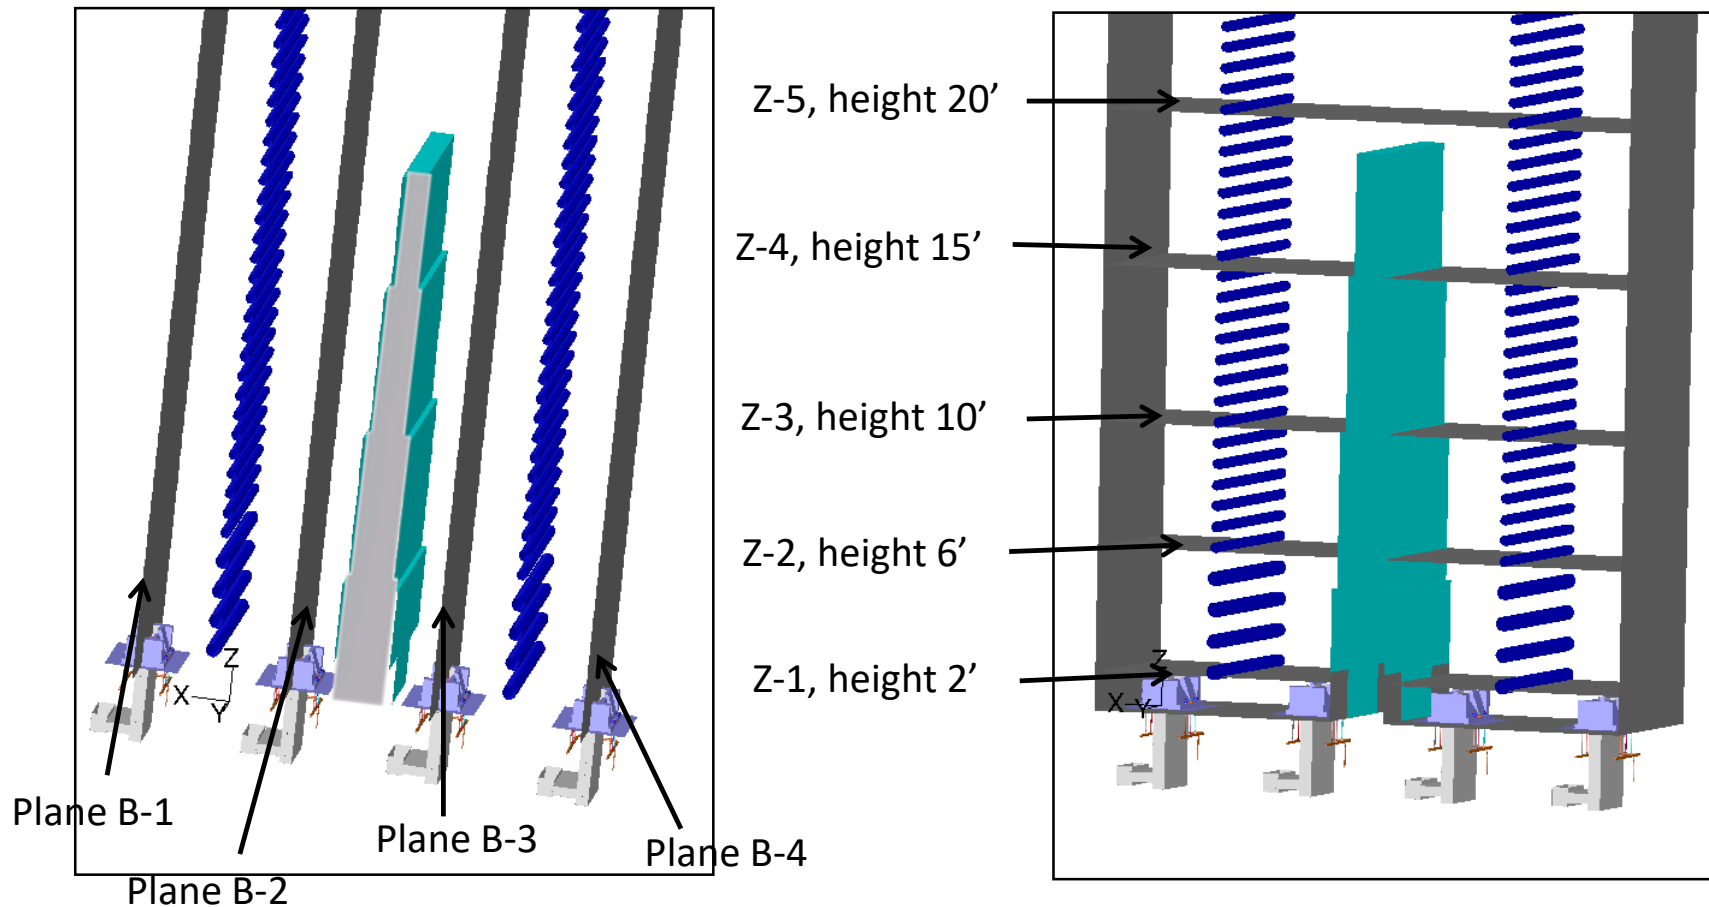 Z-5, height 20’
Z-4, height 15’
Z-3, height 10’
Z-2, height 6’
Z-1, height 2’
Z
X
Y
Z
X
Y
Plane B-1
Plane B-2
Plane B-3
Plane B-4